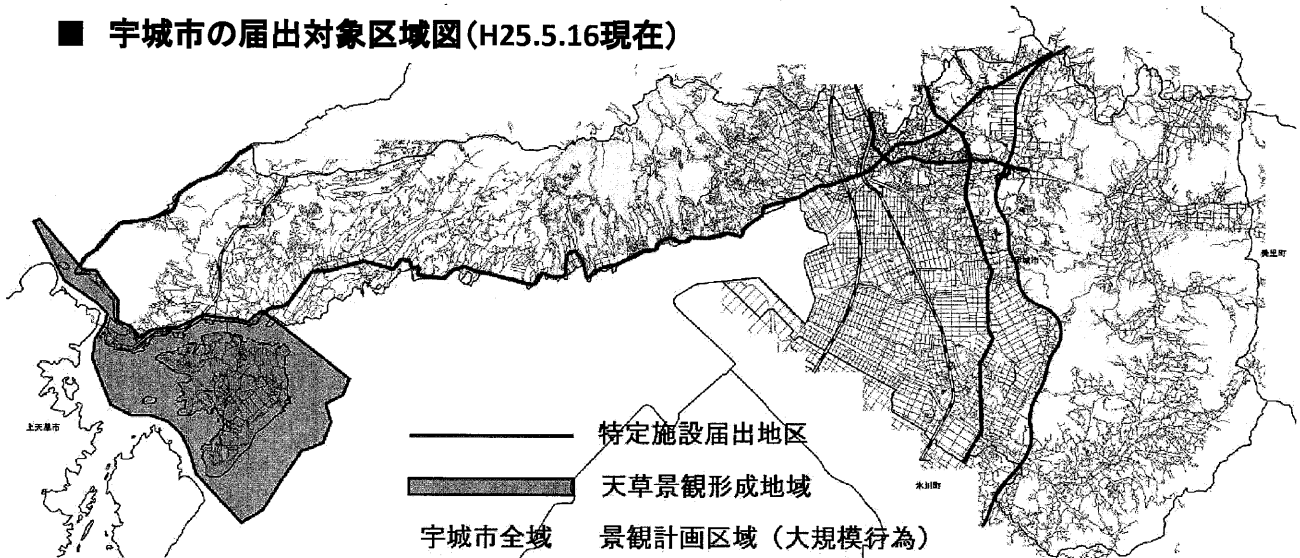 ■ 宇城市の届出対象区域図(H25.5.16現在)
美里町
宇城市
上天草市
氷川町
特定施設届出地区
天草景観形成地域
宇城市全域 景観計画区域（大規模行為）